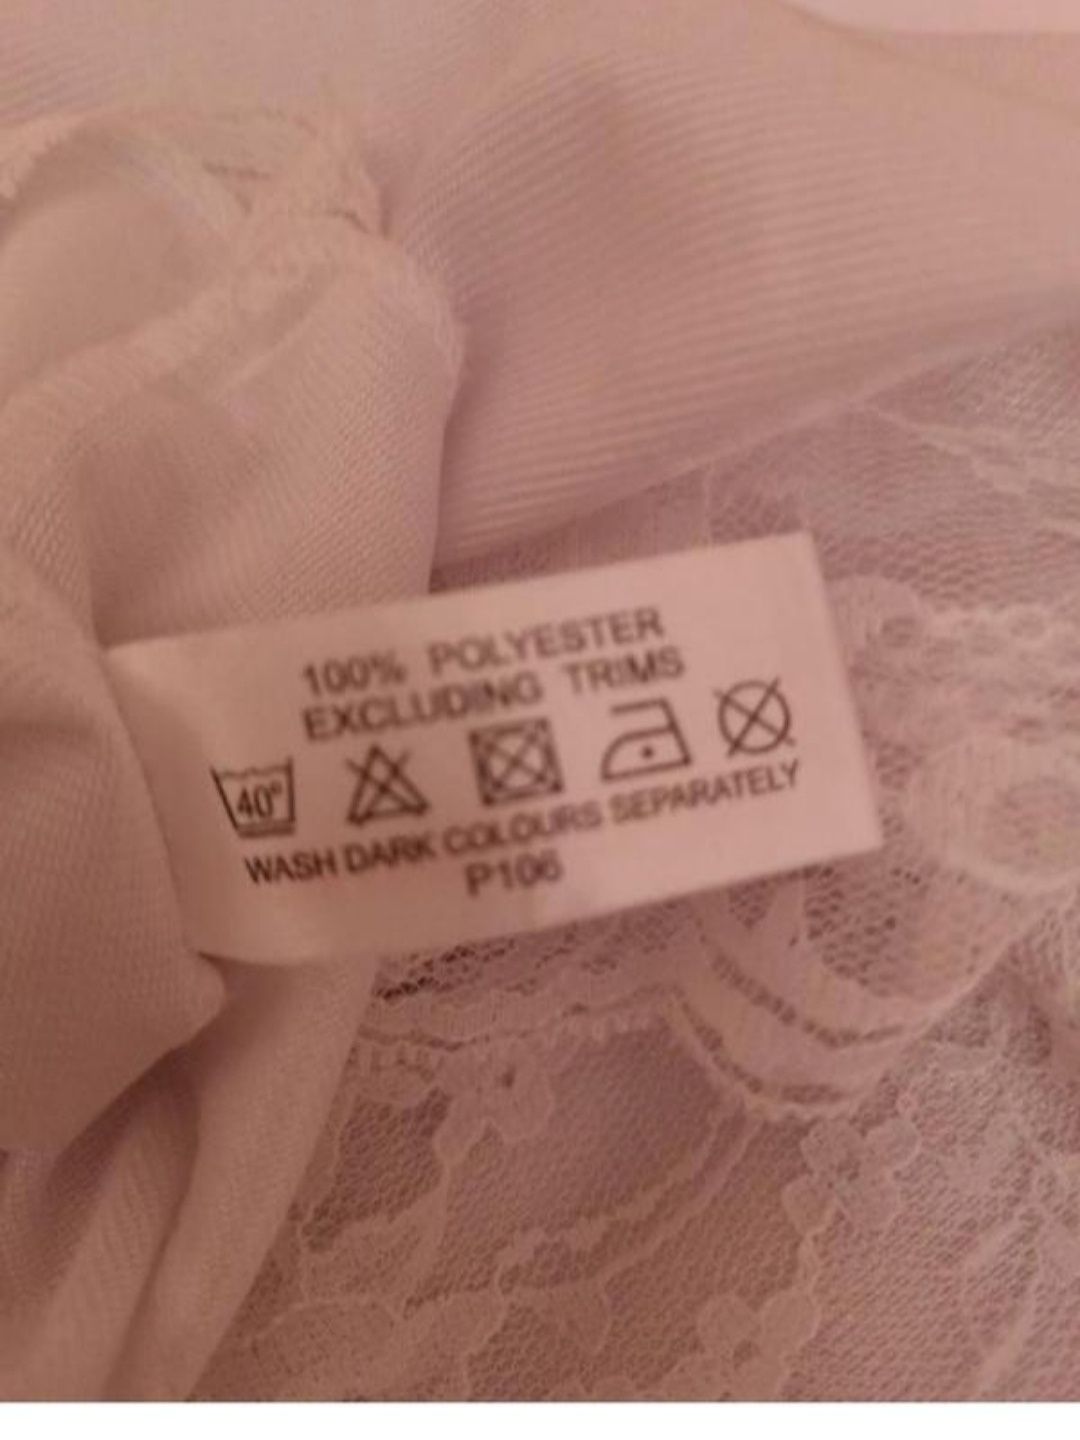 100% POLYESTER
EXCLUDING TRIMS
40°
WASH DARK COLOURS SEPARATELY
P106